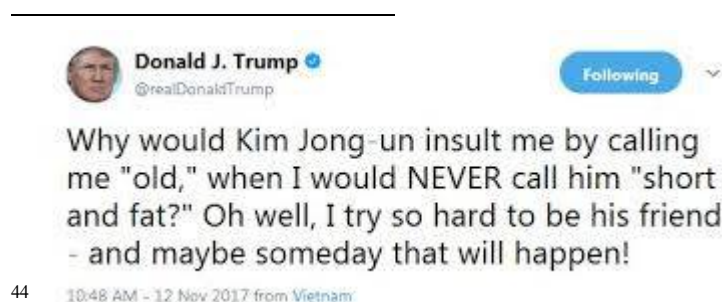 Donald J. Trump
@realDonaldTrump
Following
Why would Kim Jong-un insult me by calling
me "old," when I would NEVER call him "short
and fat?" Oh well, I try so hard to be his friend
- and maybe someday that will happen!
44
10:48 AM - 12 Nov 2017 from Vietnam